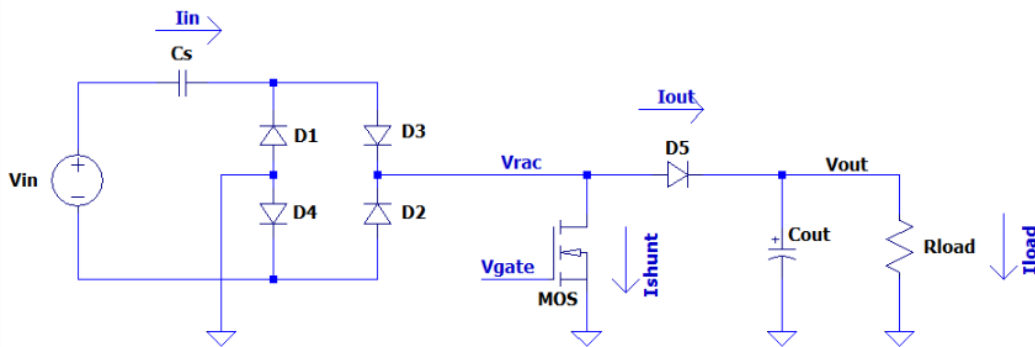 Iin
Cs
Iout
D1
D3
D5
Vrac
Vout
Vin
+
−
D4
D2
+
Cout
Rload
Ishunt
Iload
Vgate
MOS